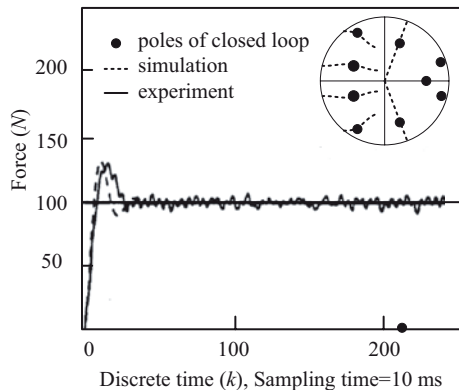 poles of closed loop
simulation
experiment
200
150
100
50
0
100
200
Force (N)
Discrete time (k), Sampling time=10 ms